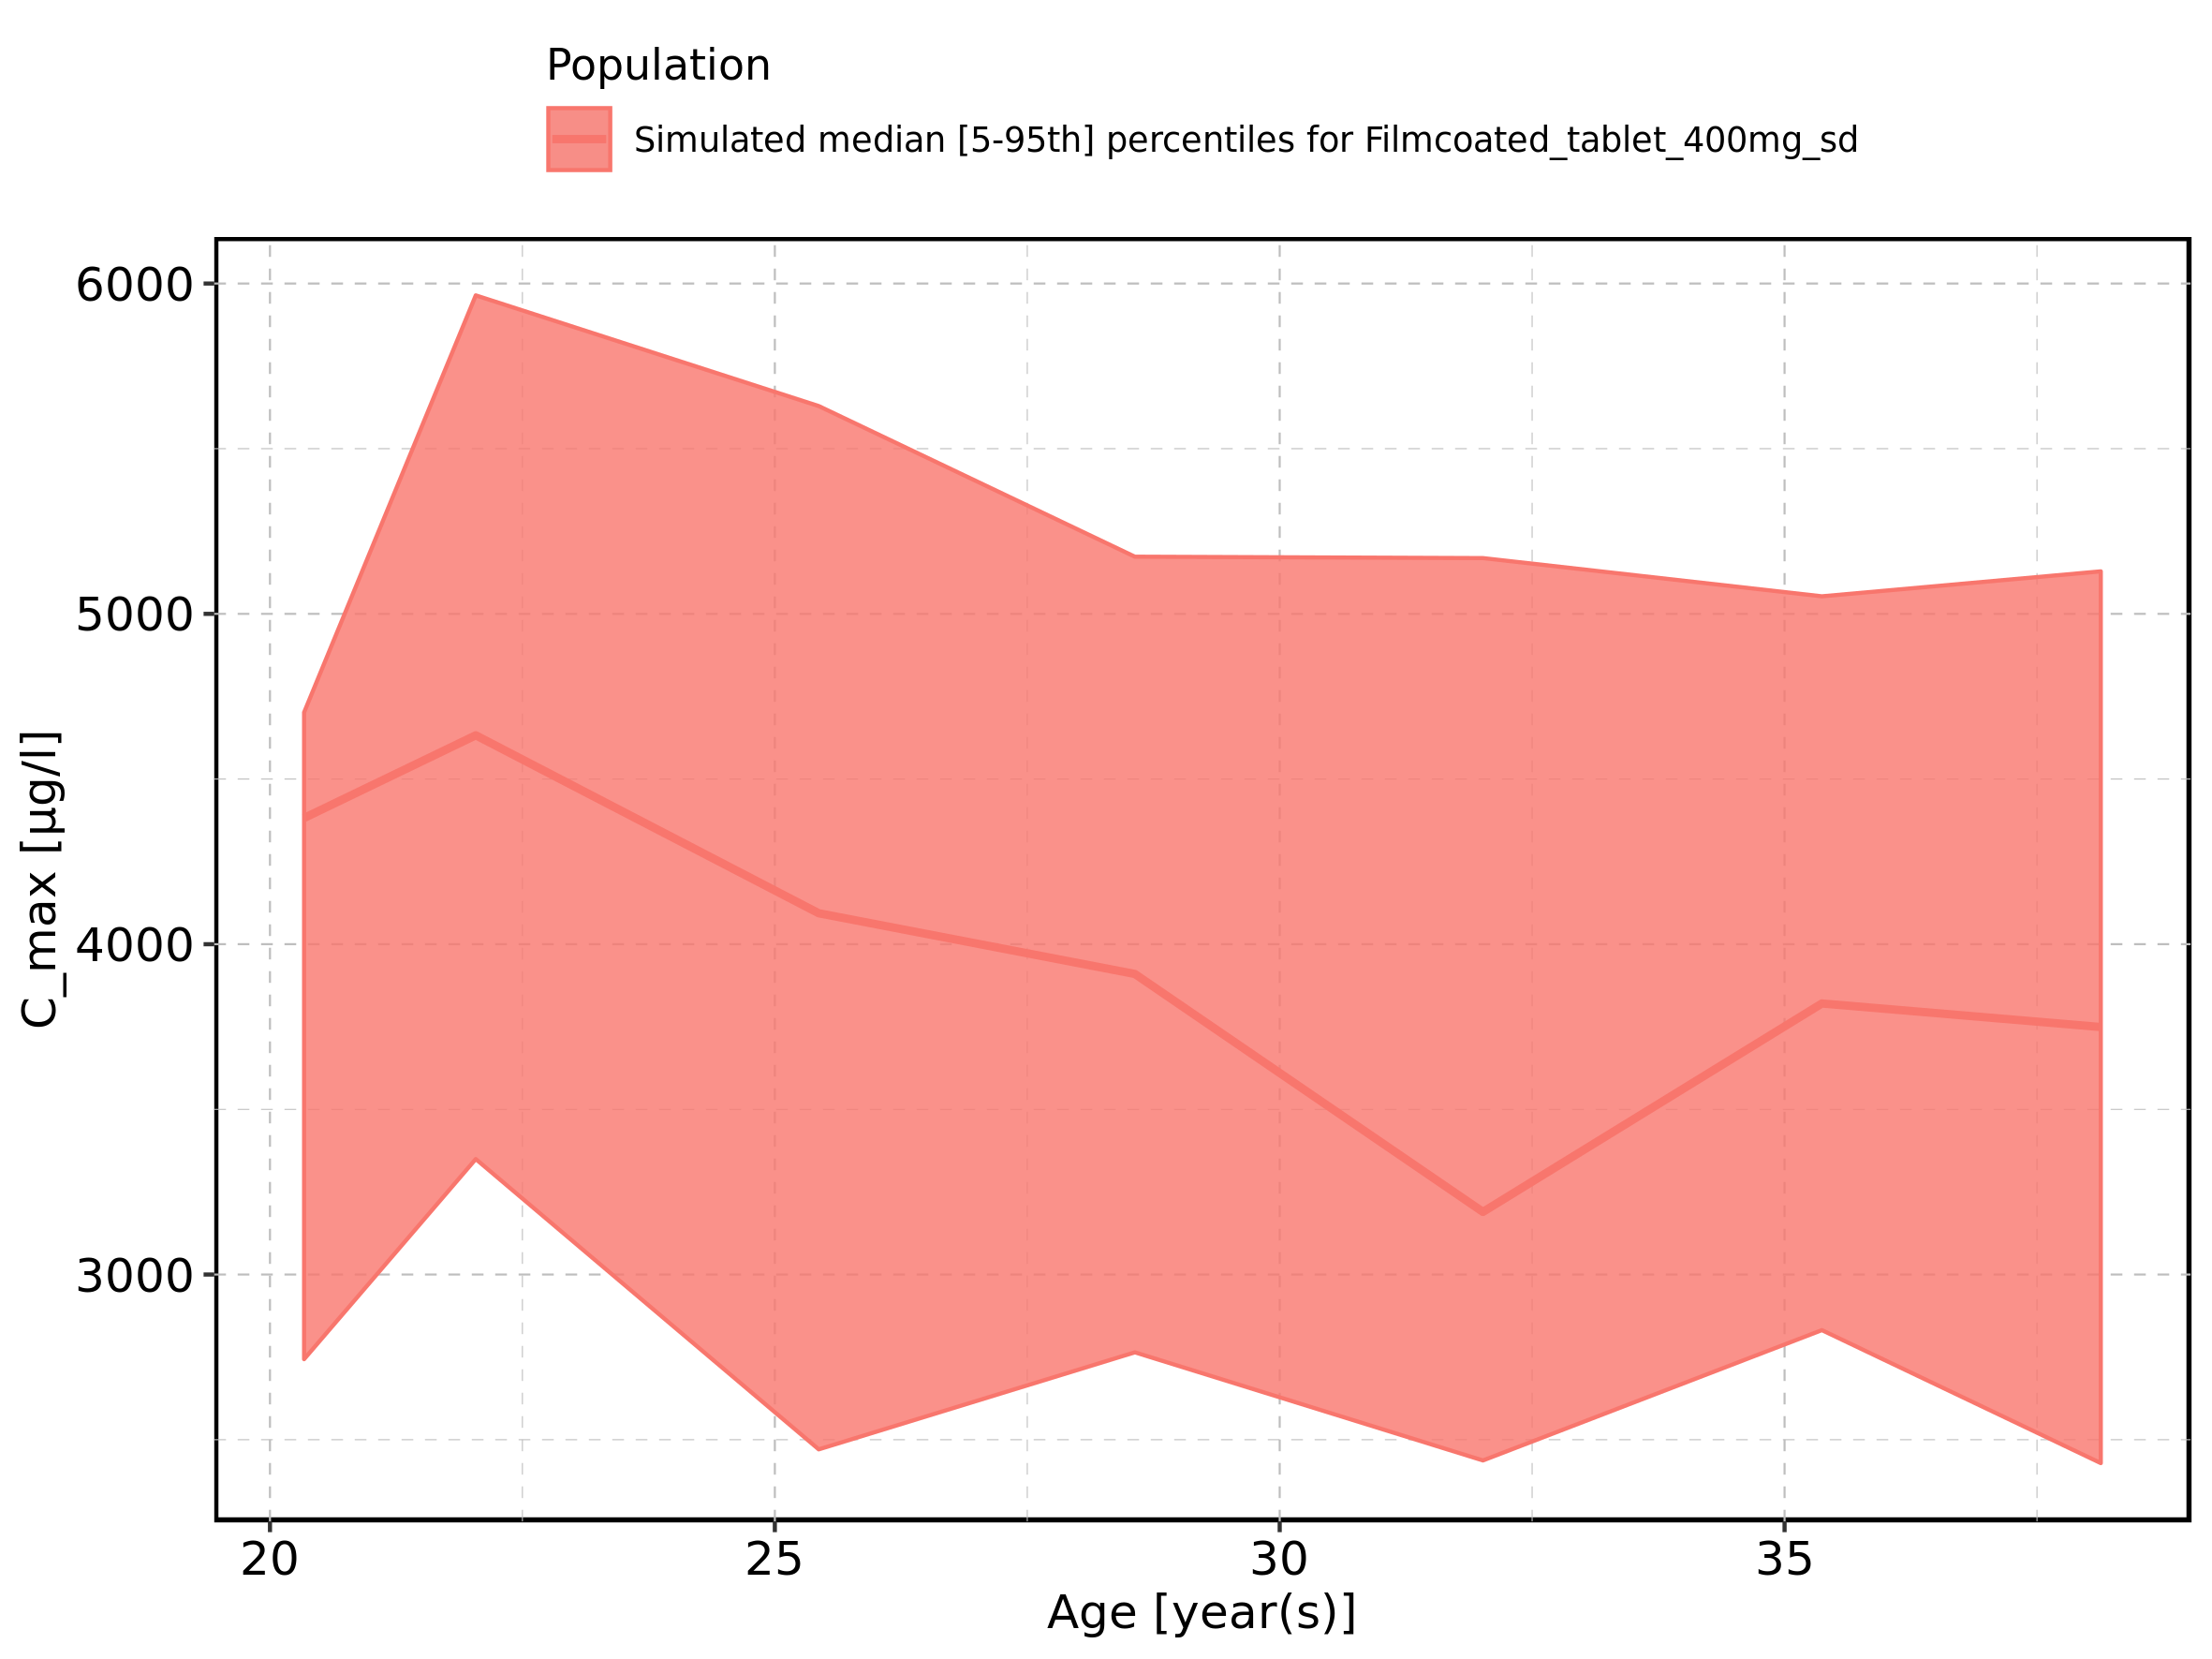 Population
Simulated median [5-95th] percentiles for Filmcoated_tablet_400mg_sd
6000
5000
4000
3000
C_max [µg/l]
20 25 30 35
Age [year(s)]